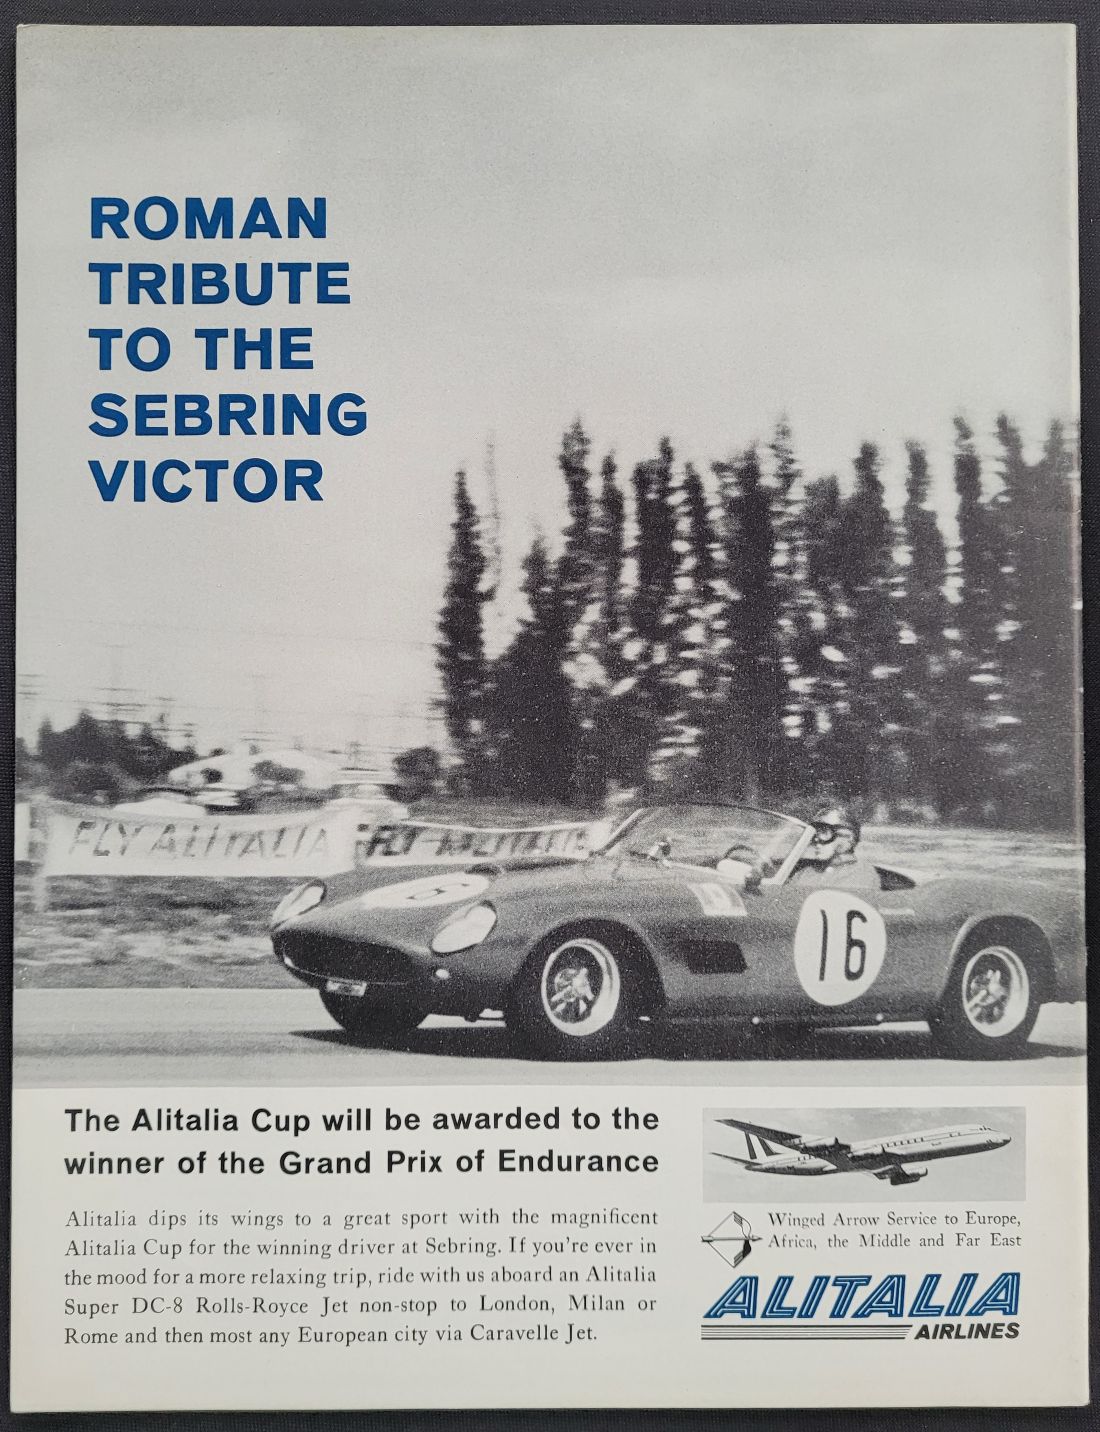 ROMAN
TRIBUTE
TO THE
SEBRING
VICTOR
FLY ALITALIA
FLY ALITALIA
16
The Alitalia Cup will be awarded to the
winner of the Grand Prix of Endurance
Alitalia dips its wings to a great sport with the magnificent
Alitalia Cup for the winning driver at Sebring. If you're ever in
the mood for a more relaxing trip, ride with us aboard an Alitalia
Super DC-8 Rolls-Royce Jet non-stop to London, Milan or
Rome and then most any European city via Caravelle Jet.
Winged Arrow Service to Europe,
Africa, the Middle and Far East
ALITALIA
AIRLINES